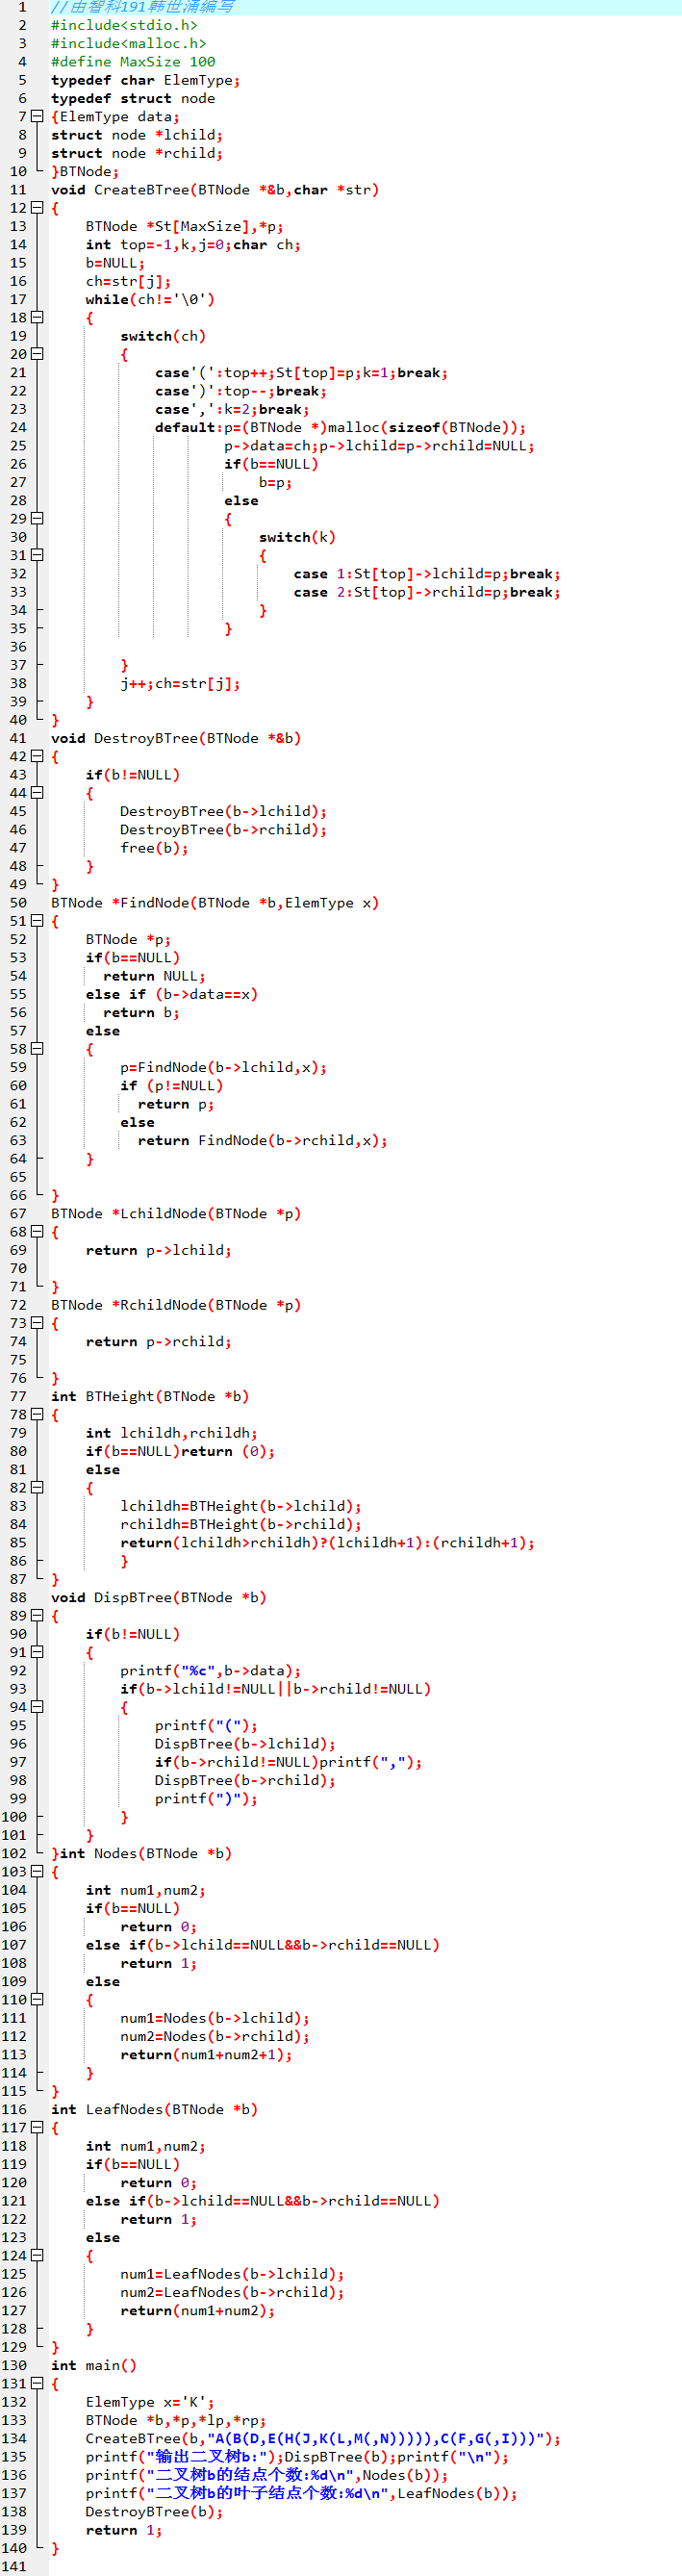 1 //由智科191韩世涌编写
2 #include<stdio.h>
3 #include<malloc.h>
4 #define MaxSize 100
5 typedef char ElemType;
6 typedef struct node
7 {ElemType data;
8 struct node *lchild;
9 struct node *rchild;
10 }BTNode;
11 void CreateBTree(BTNode *&b,char *str)
12 {
13     BTNode *St[MaxSize],*p;
14     int top=-1,k,j=0;char ch;
15     b=NULL;
16     ch=str[j];
17     while(ch!='\0')
18     {
19         switch(ch)
20         {
21             case'(':top++;St[top]=p;k=1;break;
22             case')':top--;break;
23             case',':k=2;break;
24             default:p=(BTNode *)malloc(sizeof(BTNode));
25                     p->data=ch;p->lchild=p->rchild=NULL;
26                     if(b==NULL)
27                         b=p;
28                     else
29                     {
30                         switch(k)
31                         {
32                             case 1:St[top]->lchild=p;break;
33                             case 2:St[top]->rchild=p;break;
34                         }
35                     }
36
37         }
38         j++;ch=str[j];
39     }
40 }
41 void DestroyBTree(BTNode *&b)
42 {
43     if(b!=NULL)
44     {
45         DestroyBTree(b->lchild);
46         DestroyBTree(b->rchild);
47         free(b);
48     }
49 }
50 BTNode *FindNode(BTNode *b,ElemType x)
51 {
52     BTNode *p;
53     if(b==NULL)
54       return NULL;
55     else if (b->data==x)
56       return b;
57     else
58     {
59         p=FindNode(b->lchild,x);
60         if (p!=NULL)
61           return p;
62         else
63           return FindNode(b->rchild,x);
64     }
65
66 }
67 BTNode *LchildNode(BTNode *p)
68 {
69     return p->lchild;
70
71 }
72 BTNode *RchildNode(BTNode *p)
73 {
74     return p->rchild;
75
76 }
77 int BTHeight(BTNode *b)
78 {
79     int lchildh,rchildh;
80     if(b==NULL)return (0);
81     else
82     {
83         lchildh=BTHeight(b->lchild);
84         rchildh=BTHeight(b->rchild);
85         return(lchildh>rchildh)?(lchildh+1):(rchildh+1);
86         }
87 }
88 void DispBTree(BTNode *b)
89 {
90     if(b!=NULL)
91     {
92         printf("%c",b->data);
93         if(b->lchild!=NULL||b->rchild!=NULL)
94         {
95             printf("(");
96             DispBTree(b->lchild);
97             if(b->rchild!=NULL)printf(",");
98             DispBTree(b->rchild);
99             printf(")");
100         }
101     }
102 }int Nodes(BTNode *b)
103 {
104     int num1,num2;
105     if(b==NULL)
106         return 0;
107     else if(b->lchild==NULL&&b->rchild==NULL)
108         return 1;
109     else
110     {
111         num1=Nodes(b->lchild);
112         num2=Nodes(b->rchild);
113         return(num1+num2+1);
114     }
115 }
116 int LeafNodes(BTNode *b)
117 {
118     int num1,num2;
119     if(b==NULL)
120         return 0;
121     else if(b->lchild==NULL&&b->rchild==NULL)
122         return 1;
123     else
124     {
125         num1=LeafNodes(b->lchild);
126         num2=LeafNodes(b->rchild);
127         return(num1+num2);
128     }
129 }
130 int main()
131 {
132     ElemType x='K';
133     BTNode *b,*p,*lp,*rp;
134     CreateBTree(b,"A(B(D,E(H(J,K(L,M(,N))))),C(F,G(,I)))");
135     printf("输出二叉树b:");DispBTree(b);printf("\n");
136     printf("二叉树b的结点个数:%d\n",Nodes(b));
137     printf("二叉树b的叶子结点个数:%d\n",LeafNodes(b));
138     DestroyBTree(b);
139     return 1;
140 }
141